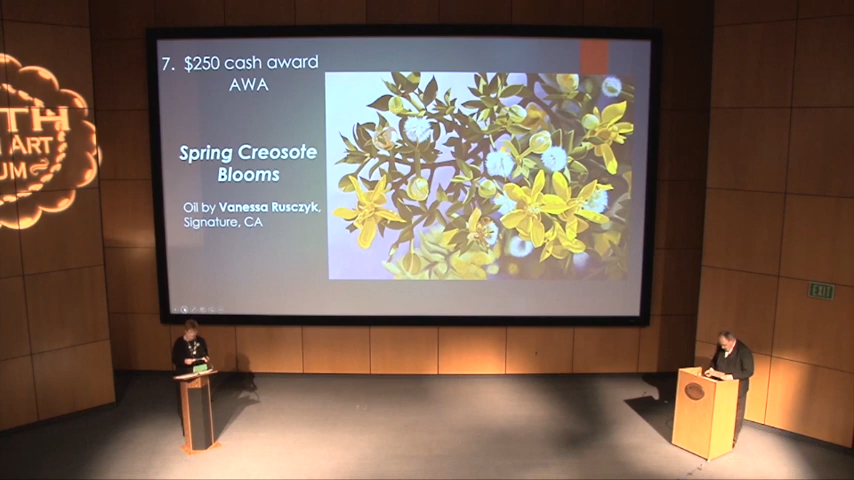 7. $250 cash award
AWA
Spring Creosote
Blooms
Oil by Vanessa Rusczyk,
Signature, CA
TH
ART
UM
EXIT